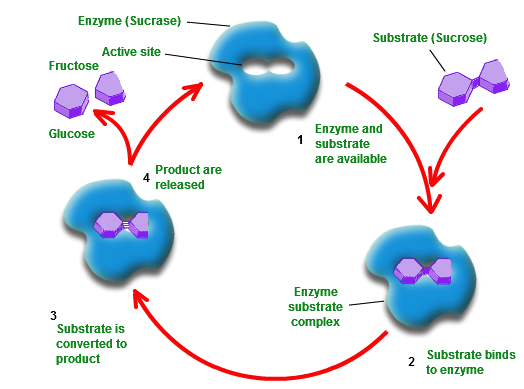 Enzyme (Sucrase)
Active site
Fructose
Glucose
Substrate (Sucrose)
1 Enzyme and
substrate
are available
4 Product are
released
Enzyme
substrate
complex
3
Substrate is
converted to
product
2 Substrate binds
to enzyme